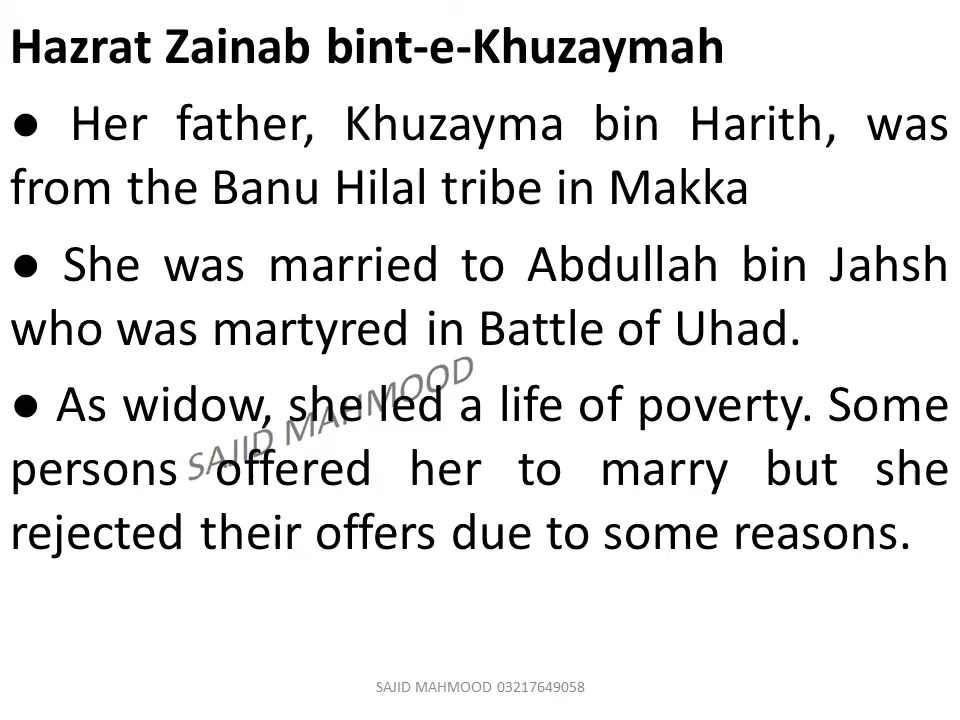 Hazrat Zainab bint-e-Khuzaymah
● Her father, Khuzayma bin Harith, was
from the Banu Hilal tribe in Makka
● She was married to Abdullah bin Jahsh
who was martyred in Battle of Uhad.
● As widow, she led a life of poverty. Some
persons offered her to marry but she
rejected their offers due to some reasons.
SAJID MAHMOOD
SAJID MAHMOOD 03217649058